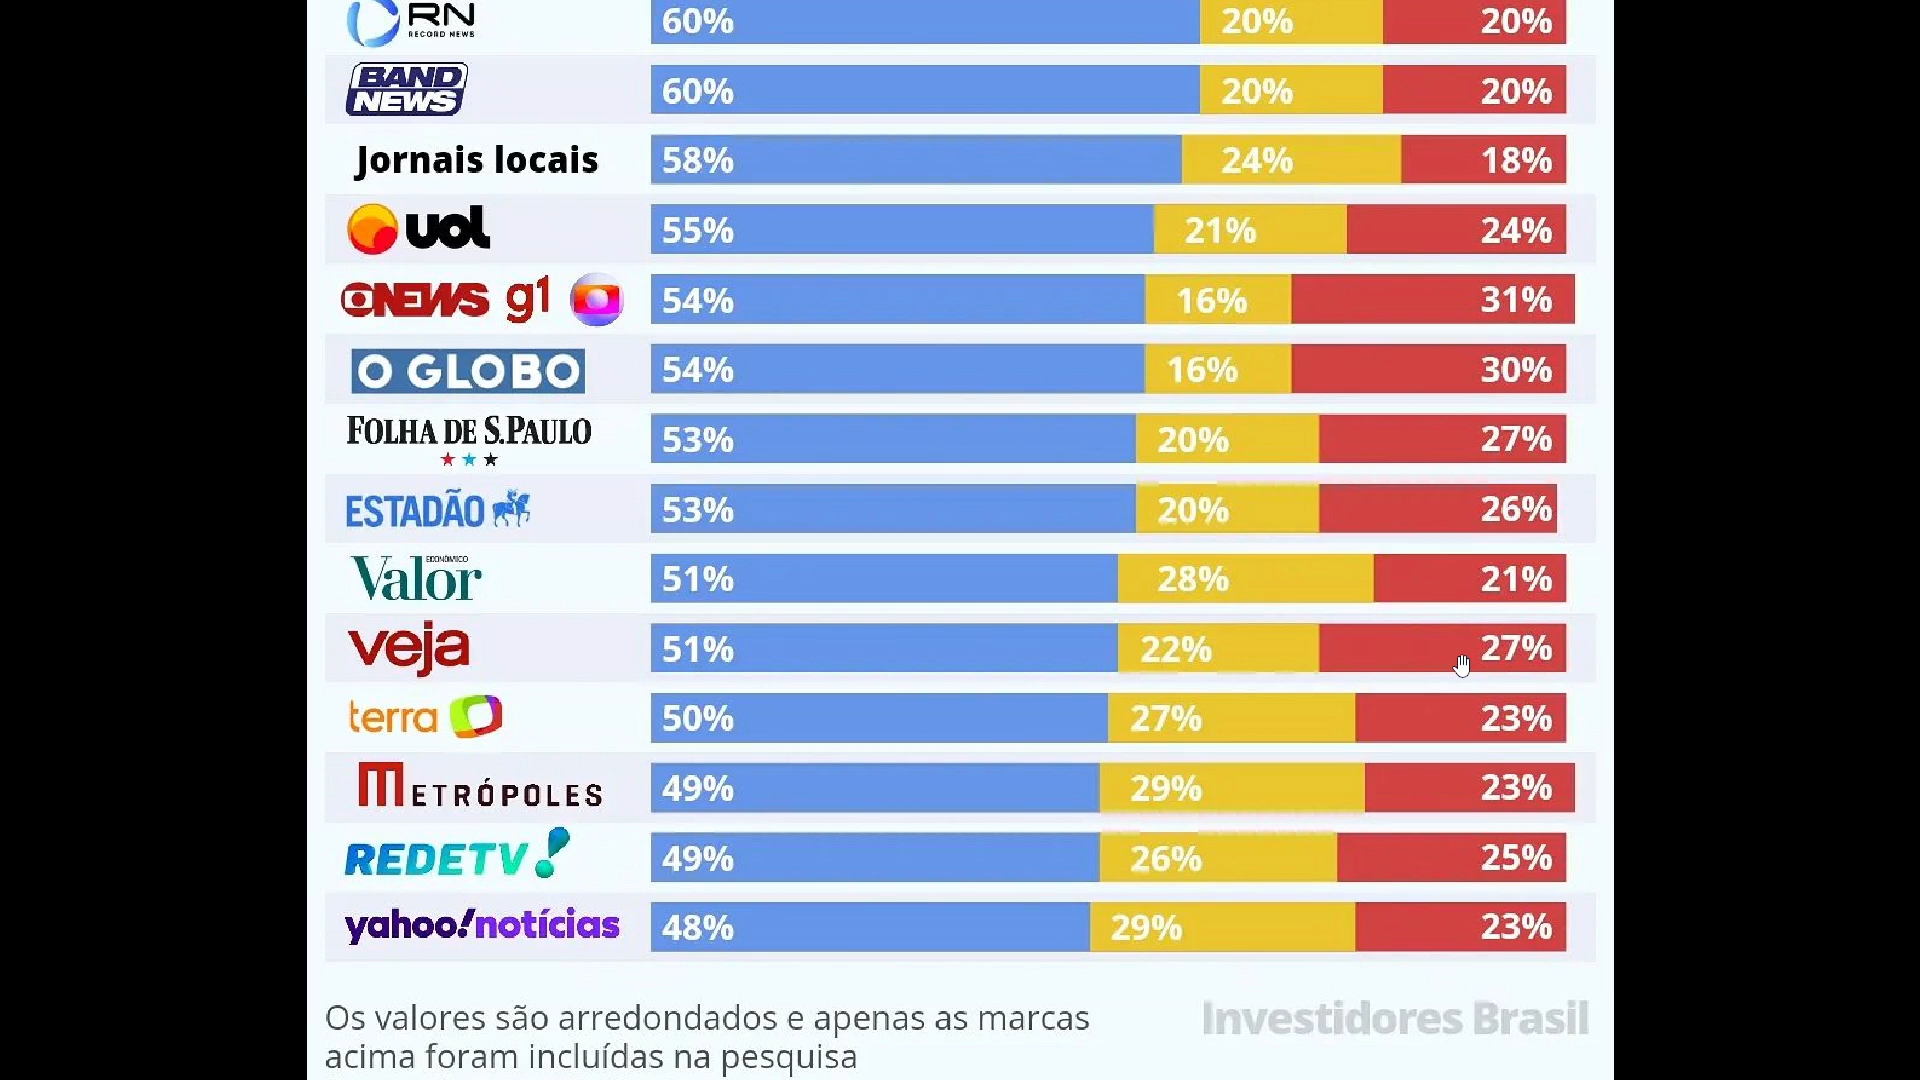 RN
RECORD NEWS
60% 20% 20%
BAND
NEWS
60% 20% 20%
Jornais locais 58% 24% 18%
uol 55% 21% 24%
NEWS g1 54% 16% 31%
O GLOBO 54% 16% 30%
FOLHA DE S.PAULO 53% 20% 27%
ESTADÃO 53% 20% 26%
ECONÔMICO
Valor 51% 28% 21%
veja 51% 22% 27%
terra 50% 27% 23%
METRÓPOLES 49% 29% 23%
REDETV! 49% 26% 25%
yahoo!notícias 48% 29% 23%
Os valores são arredondados e apenas as marcas
acima foram incluídas na pesquisa
Investidores Brasil